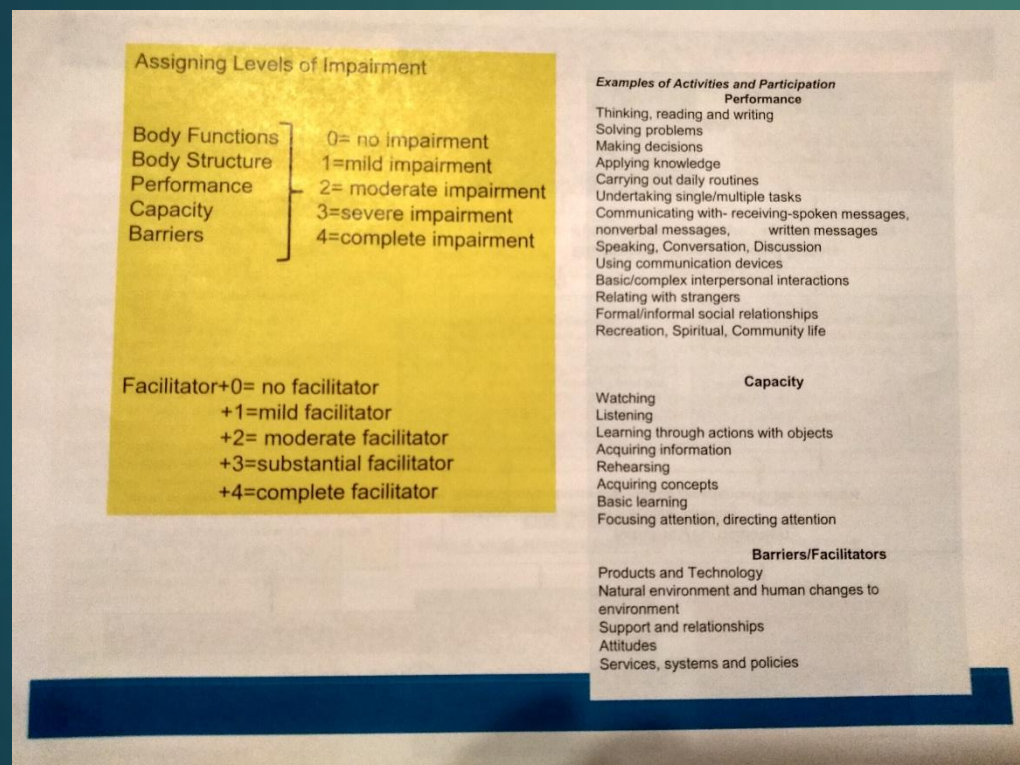 Assigning Levels of Impairment
Body Functions 0= no impairment
Body Structure 1=mild impairment
Performance 2= moderate impairment
Capacity 3=severe impairment
Barriers 4=complete impairment
Facilitator+0= no facilitator
+1=mild facilitator
+2= moderate facilitator
+3=substantial facilitator
+4=complete facilitator
Examples of Activities and Participation
Performance
Thinking, reading and writing
Solving problems
Making decisions
Applying knowledge
Carrying out daily routines
Undertaking single/multiple tasks
Communicating with- receiving-spoken messages,
nonverbal messages, written messages
Speaking, Conversation, Discussion
Using communication devices
Basic/complex interpersonal interactions
Relating with strangers
Formal/informal social relationships
Recreation, Spiritual, Community life
Capacity
Watching
Listening
Learning through actions with objects
Acquiring information
Rehearsing
Acquiring concepts
Basic learning
Focusing attention, directing attention
Barriers/Facilitators
Products and Technology
Natural environment and human changes to
environment
Support and relationships
Attitudes
Services, systems and policies